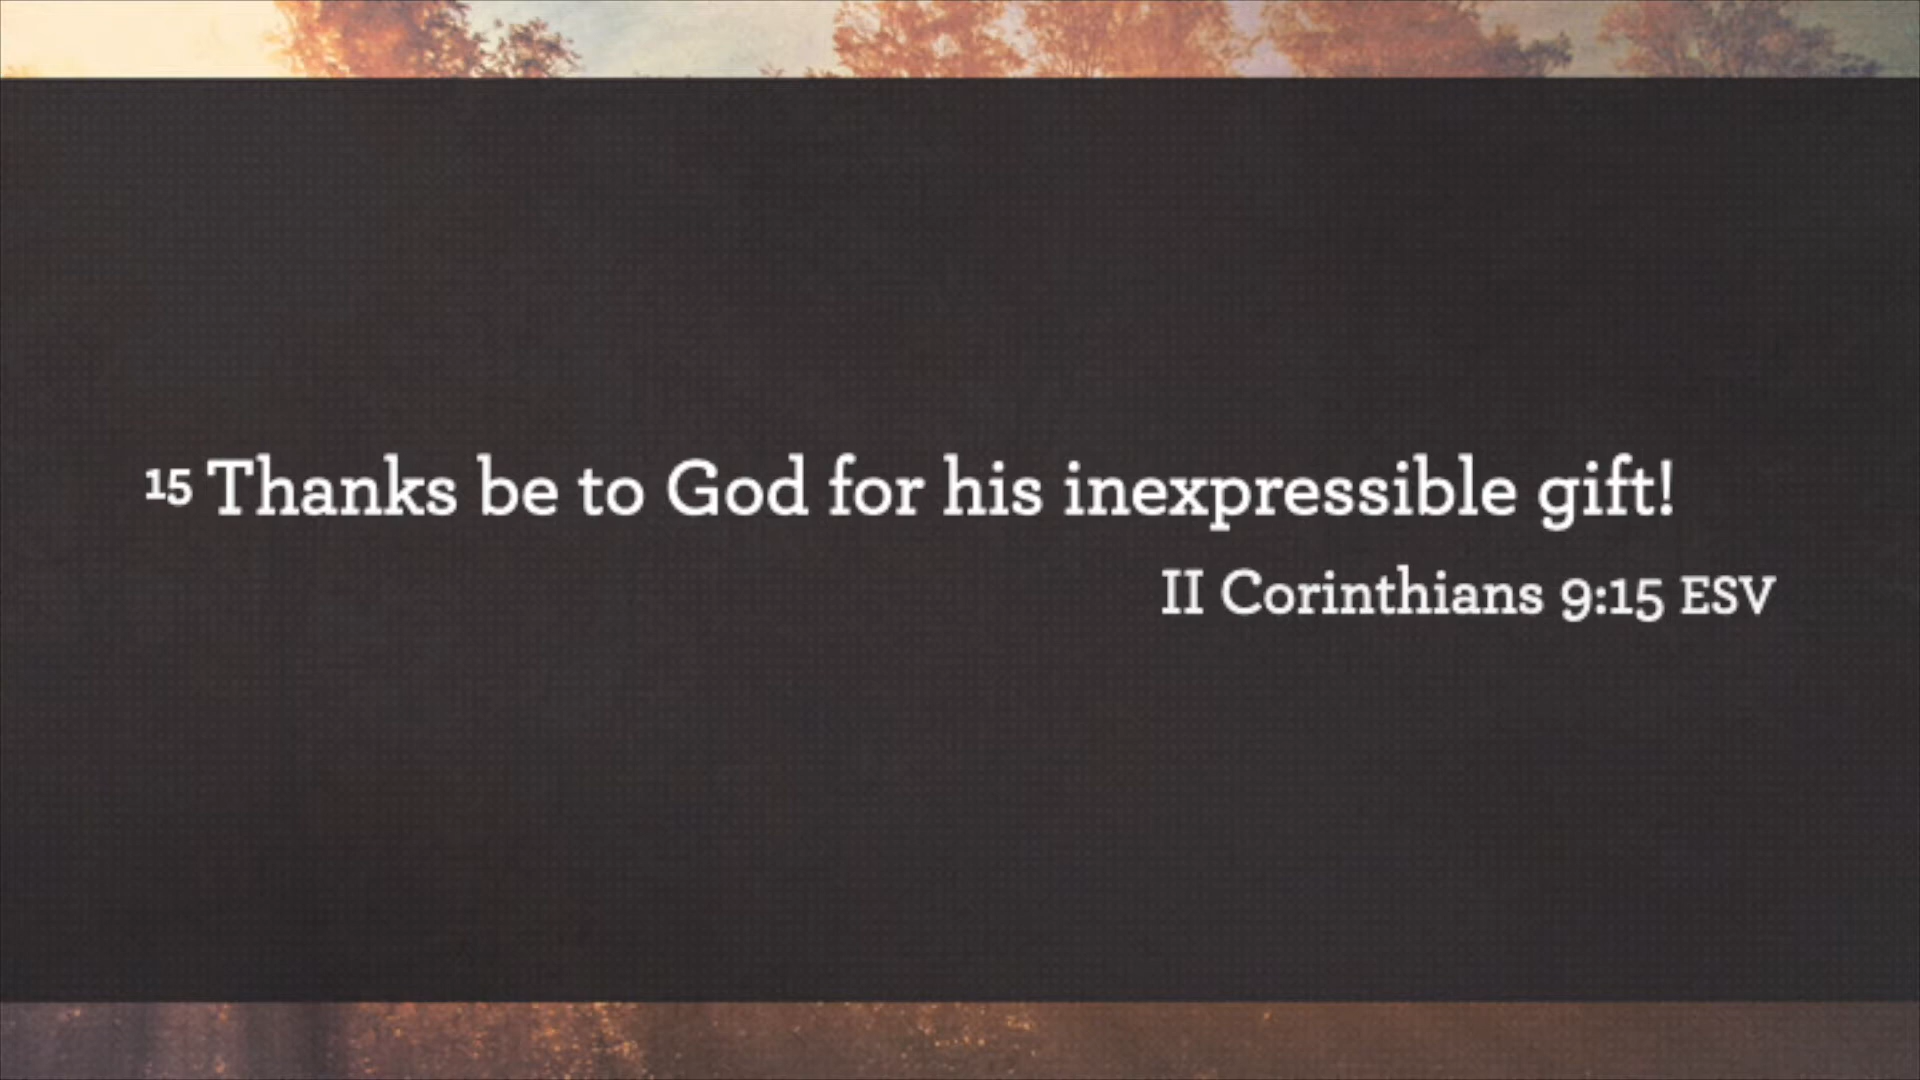 15 Thanks be to God for his inexpressible gift!
II Corinthians 9:15 ESV